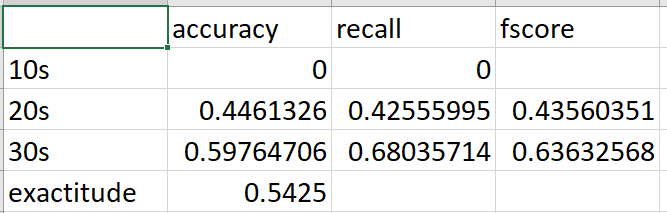 accuracy recall fscore
10s 0 0
20s 0.4461326 0.42555995 0.43560351
30s 0.59764706 0.68035714 0.63632568
exactitude 0.5425